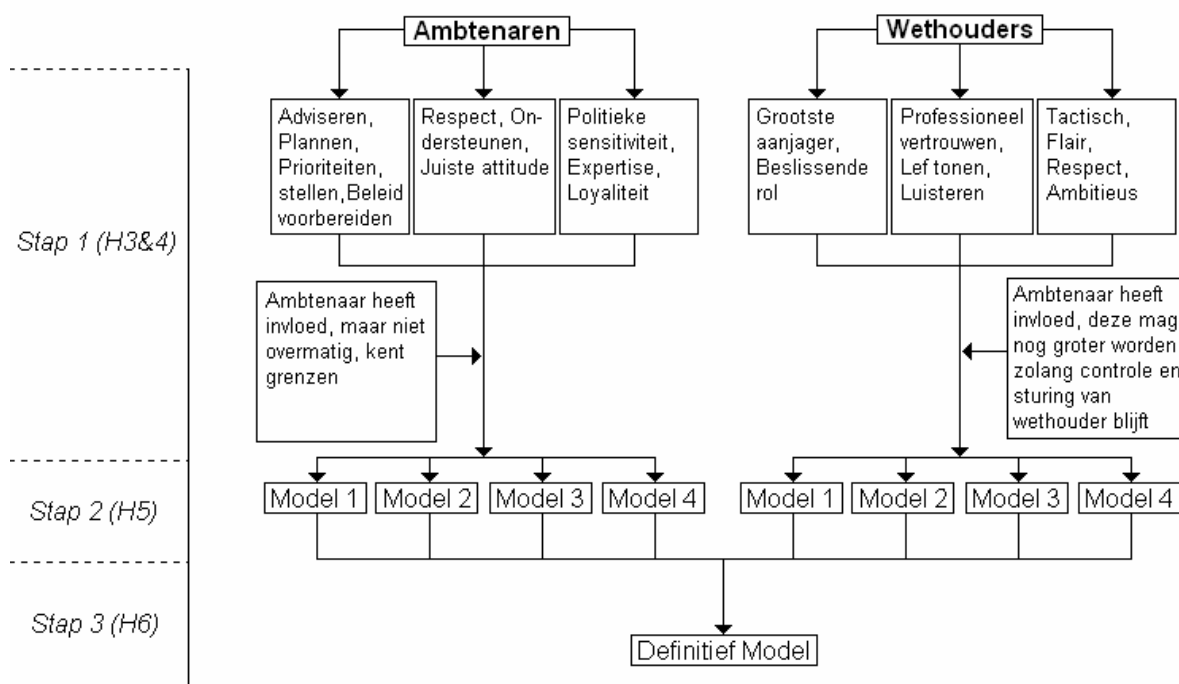 Ambtenaren
Wethouders
Adviseren,
Plannen,
Prioriteiten,
stellen,Beleid
voorbereiden
Respect, On-
dersteunen,
Juiste attitude
Politieke
sensitiviteit,
Expertise,
Loyaliteit
Grootste
aanjager,
Beslissende
rol
Professioneel
vertrouwen,
Lef tonen,
Luisteren
Tactisch,
Flair,
Respect,
Ambitieus
Stap 1 (H3&4)
Ambtenaar heeft
invloed, maar niet
overmatig, kent
grenzen
Ambtenaar heeft
invloed, deze mag
nog groter worden
zolang controle en
sturing van
wethouder blijft
Stap 2 (H5)
Model 1
Model 2
Model 3
Model 4
Model 1
Model 2
Model 3
Model 4
Stap 3 (H6)
Definitief Model